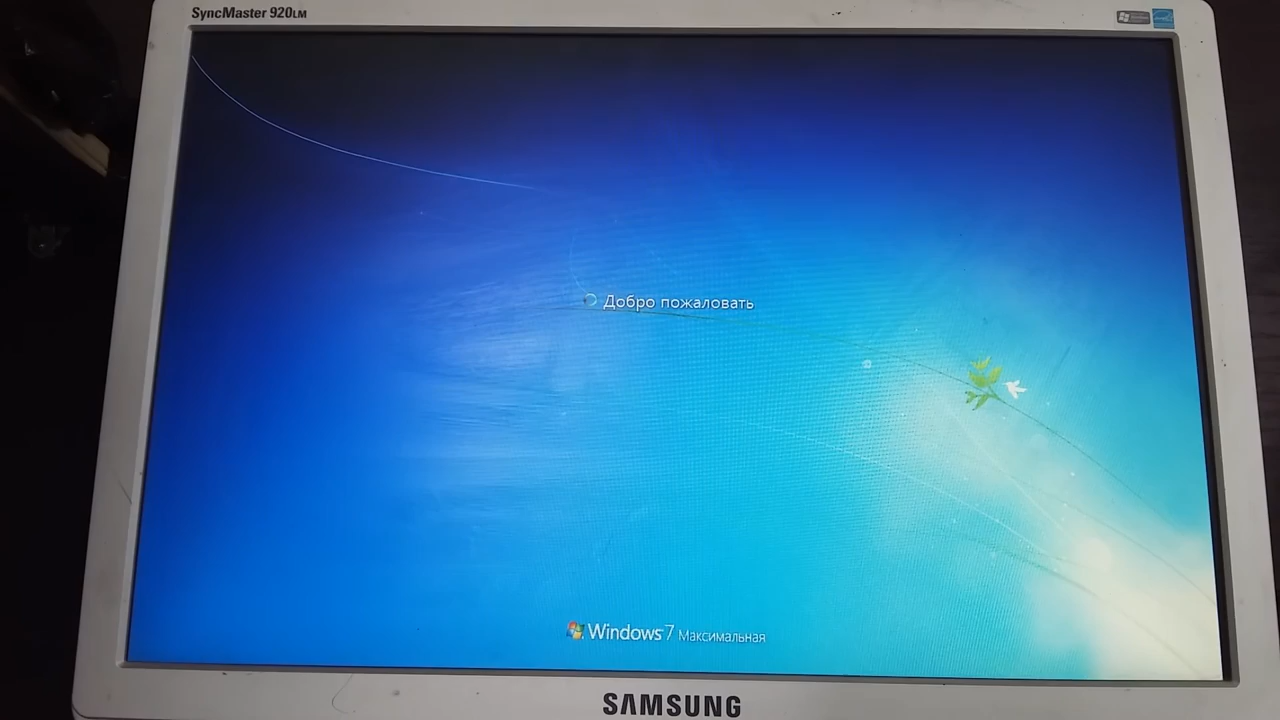 SyncMaster 920LM
Добро пожаловать
Windows 7 Максимальная
SAMSUNG